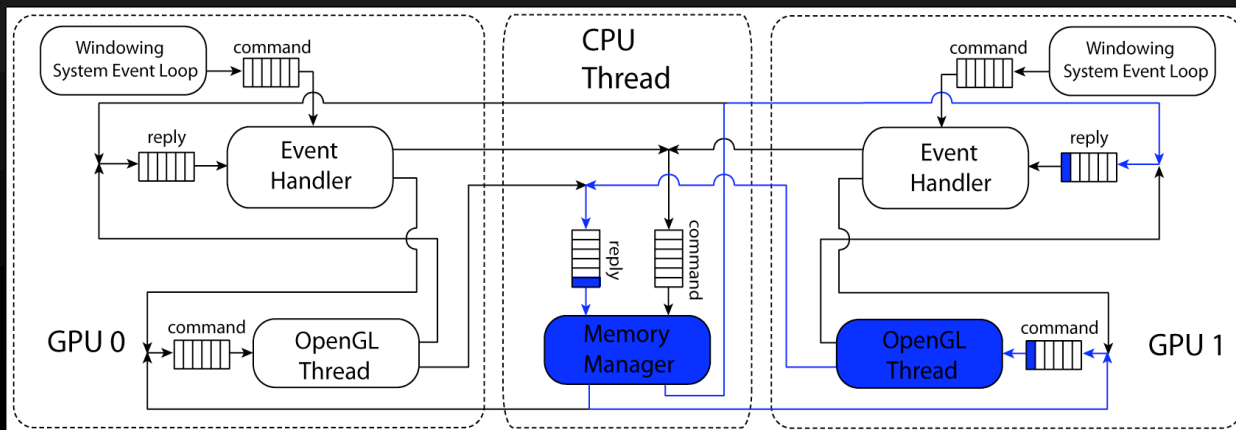 Windowing
System Event Loop
command
CPU
Thread
command
Windowing
System Event Loop
reply
Event
Handler
Event
Handler
reply
reply
command
GPU 0
command
OpenGL
Thread
Memory
Manager
OpenGL
Thread
command
GPU 1